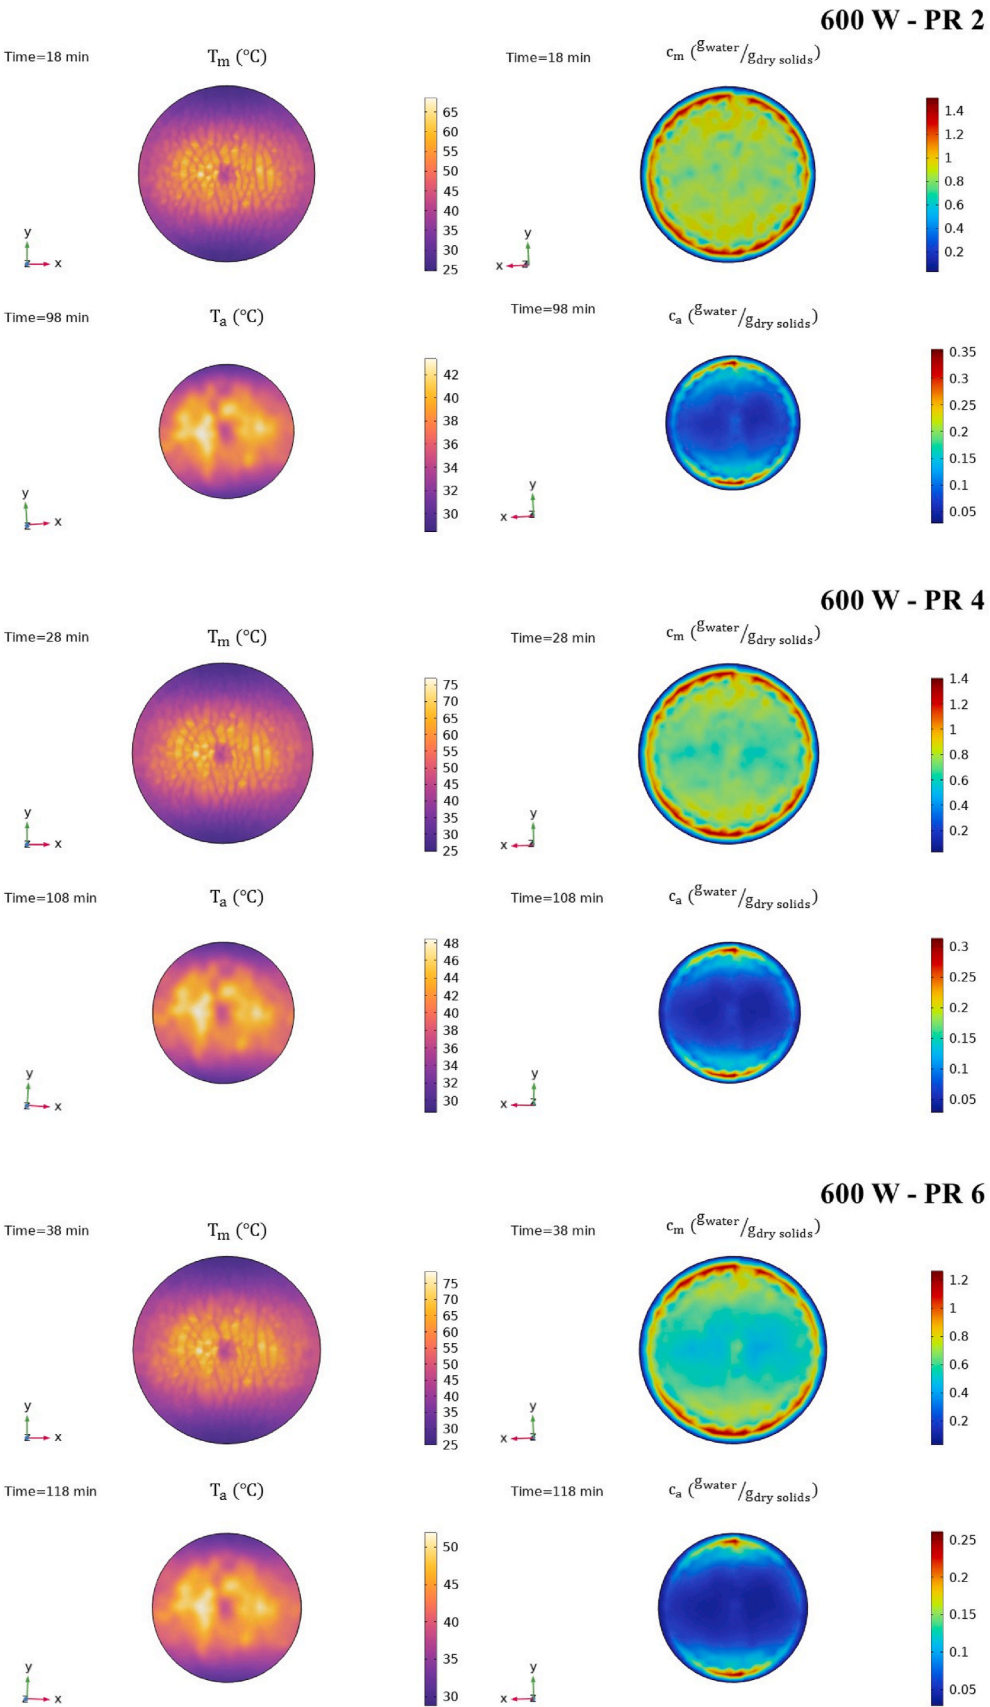 600 W - PR 2
Time=18 min Tm (°C) Time=18 min cm (gwater/gdry solids)
65
60
55
50
45
40
35
30
25
1.4
1.2
1
0.8
0.6
0.4
0.2
y
z x
y
x z
Time=98 min Ta (°C) Time=98 min ca (gwater/gdry solids)
42
40
38
36
34
32
30
0.35
0.3
0.25
0.2
0.15
0.1
0.05
y
z x
y
x z
600 W - PR 4
Time=28 min Tm (°C) Time=28 min cm (gwater/gdry solids)
75
70
65
60
55
50
45
40
35
30
25
1.4
1.2
1
0.8
0.6
0.4
0.2
y
z x
y
x z
Time=108 min Ta (°C) Time=108 min ca (gwater/gdry solids)
48
46
44
42
40
38
36
34
32
30
0.3
0.25
0.2
0.15
0.1
0.05
y
z x
y
x z
600 W - PR 6
Time=38 min Tm (°C) Time=38 min cm (gwater/gdry solids)
75
70
65
60
55
50
45
40
35
30
25
1.2
1
0.8
0.6
0.4
0.2
y
z x
y
x z
Time=118 min Ta (°C) Time=118 min ca (gwater/gdry solids)
50
45
40
35
30
0.25
0.2
0.15
0.1
0.05
y
z x
y
x z